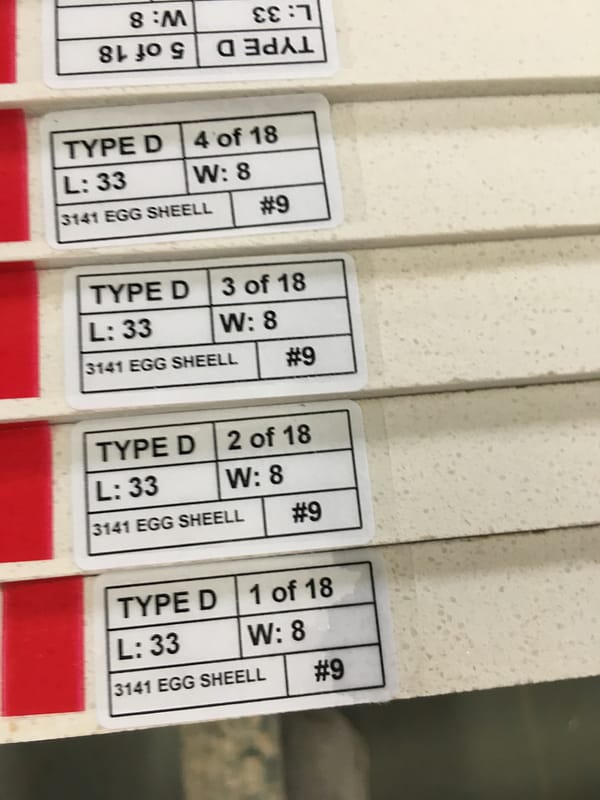 W: 8 L: 33
5 of 18 TYPE D
TYPE D 4 of 18
L: 33 W: 8
3141 EGG SHEELL #9
TYPE D 3 of 18
L: 33 W: 8
3141 EGG SHEELL #9
TYPE D 2 of 18
L: 33 W: 8
3141 EGG SHEELL #9
TYPE D 1 of 18
L: 33 W: 8
3141 EGG SHEELL #9